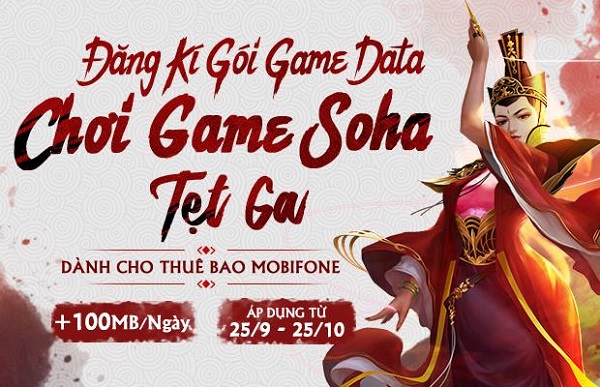 Đăng Kí Gói Game Data
Chơi Game Soha
Tẹt Ga
DÀNH CHO THUÊ BAO MOBIFONE
+100MB/Ngày
ÁP DỤNG TỪ
25/9 - 25/10